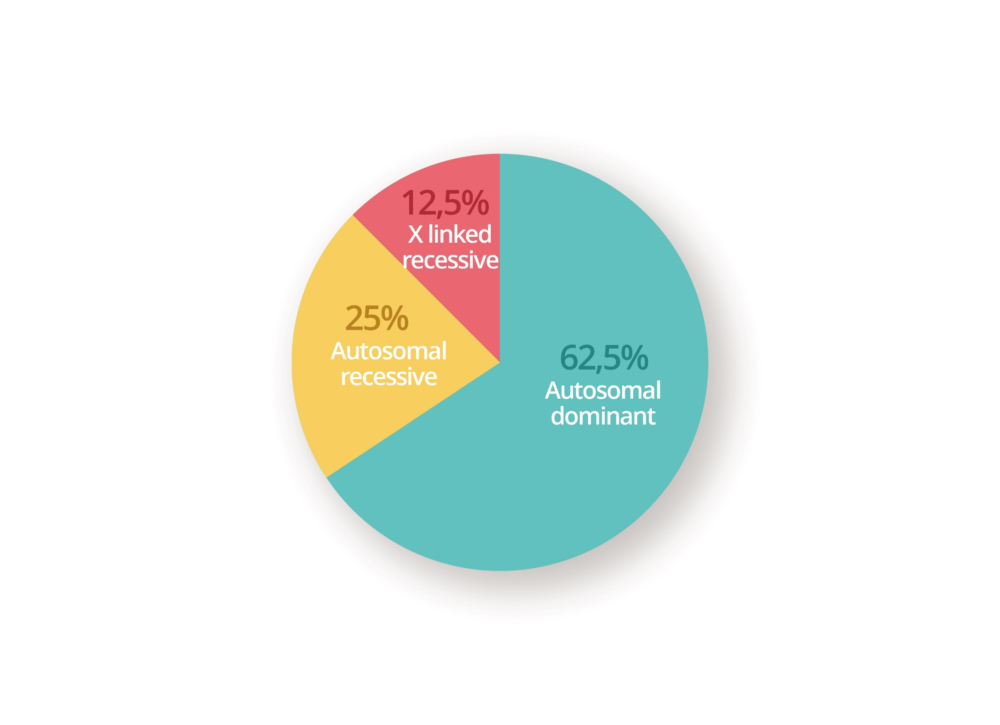 12,5%
X linked
recessive
25%
Autosomal
recessive
62,5%
Autosomal
dominant